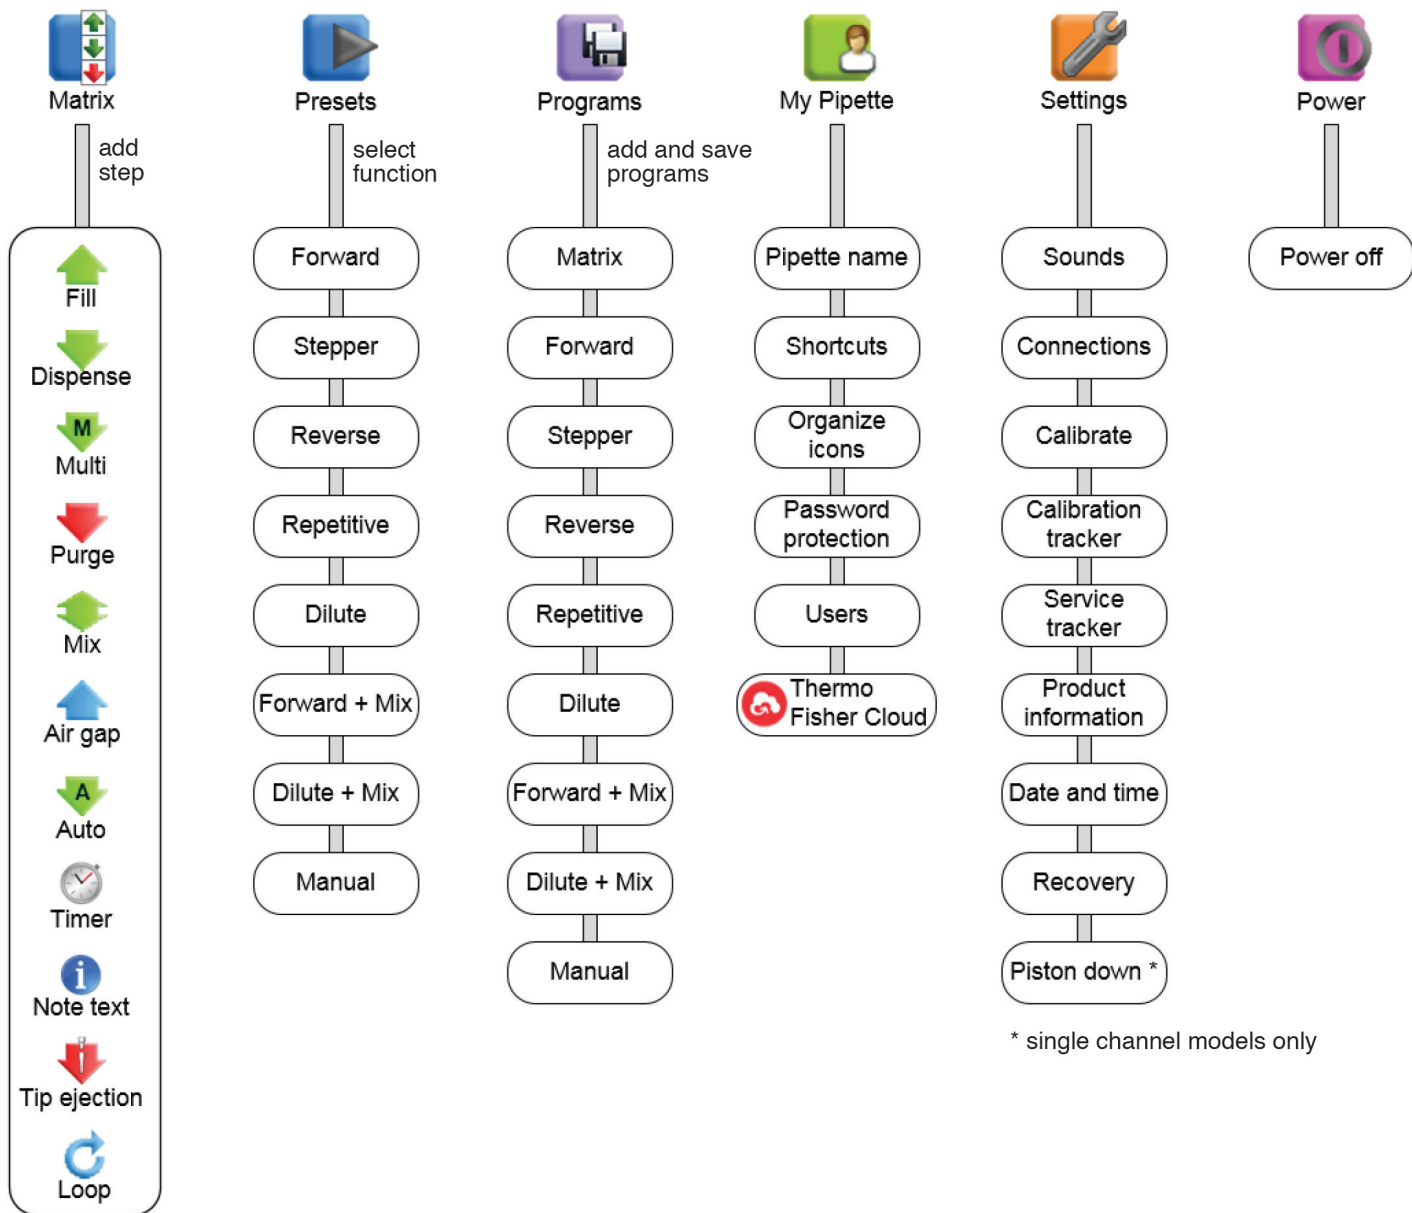 Matrix
Presets
Programs
My Pipette
Settings
Power
add
step
select
function
add and save
programs
Fill
Dispense
M
Multi
Purge
Mix
Air gap
A
Auto
Timer
i
Note text
Tip ejection
Loop
Forward
Stepper
Reverse
Repetitive
Dilute
Forward + Mix
Dilute + Mix
Manual
Matrix
Forward
Stepper
Reverse
Repetitive
Dilute
Forward + Mix
Dilute + Mix
Manual
Pipette name
Shortcuts
Organize
icons
Password
protection
Users
Thermo
Fisher Cloud
Sounds
Connections
Calibrate
Calibration
tracker
Service
tracker
Product
information
Date and time
Recovery
Piston down *
* single channel models only
Power off